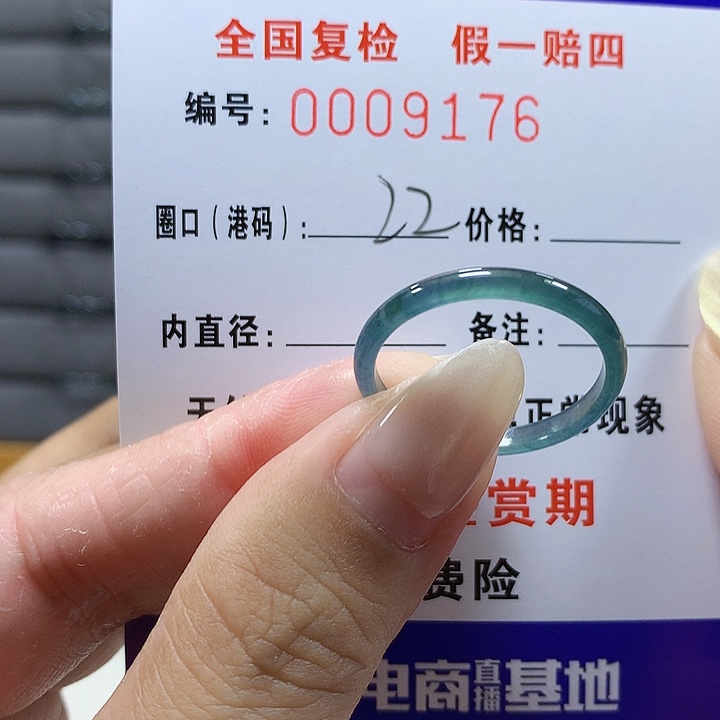 全国复检 假一赔四
编号：0009176
圈口（港码）：22 价格：
内直径： 备注：
天 正常现象
赏期
费险
电商直播基地